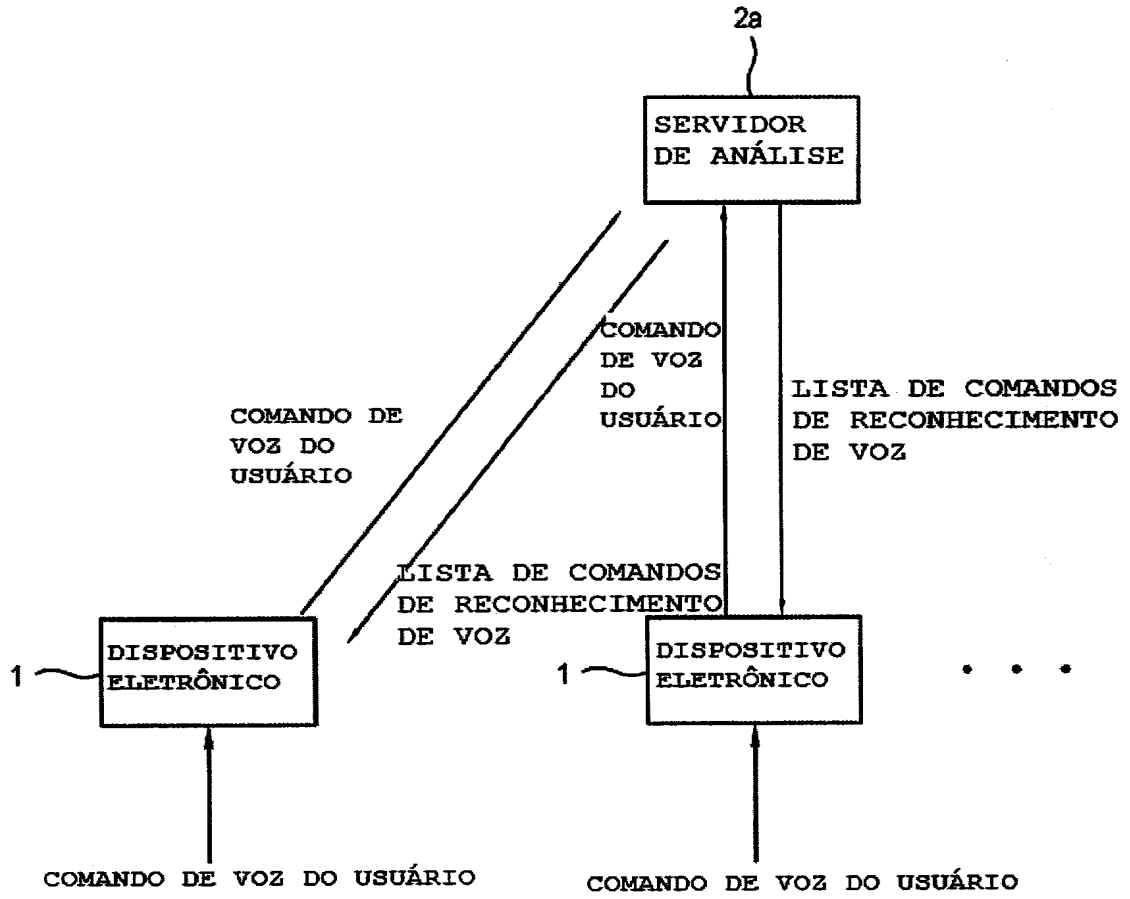 2a
SERVIDOR
DE ANÁLISE
COMANDO
DE VOZ
DO
USUÁRIO
LISTA DE COMANDOS
DE RECONHECIMENTO
DE VOZ
COMANDO DE
VOZ DO
USUÁRIO
LISTA DE COMANDOS
DE RECONHECIMENTO
DE VOZ
1
DISPOSITIVO
ELETRÔNICO
1
DISPOSITIVO
ELETRÔNICO
• • •
COMANDO DE VOZ DO USUÁRIO
COMANDO DE VOZ DO USUÁRIO